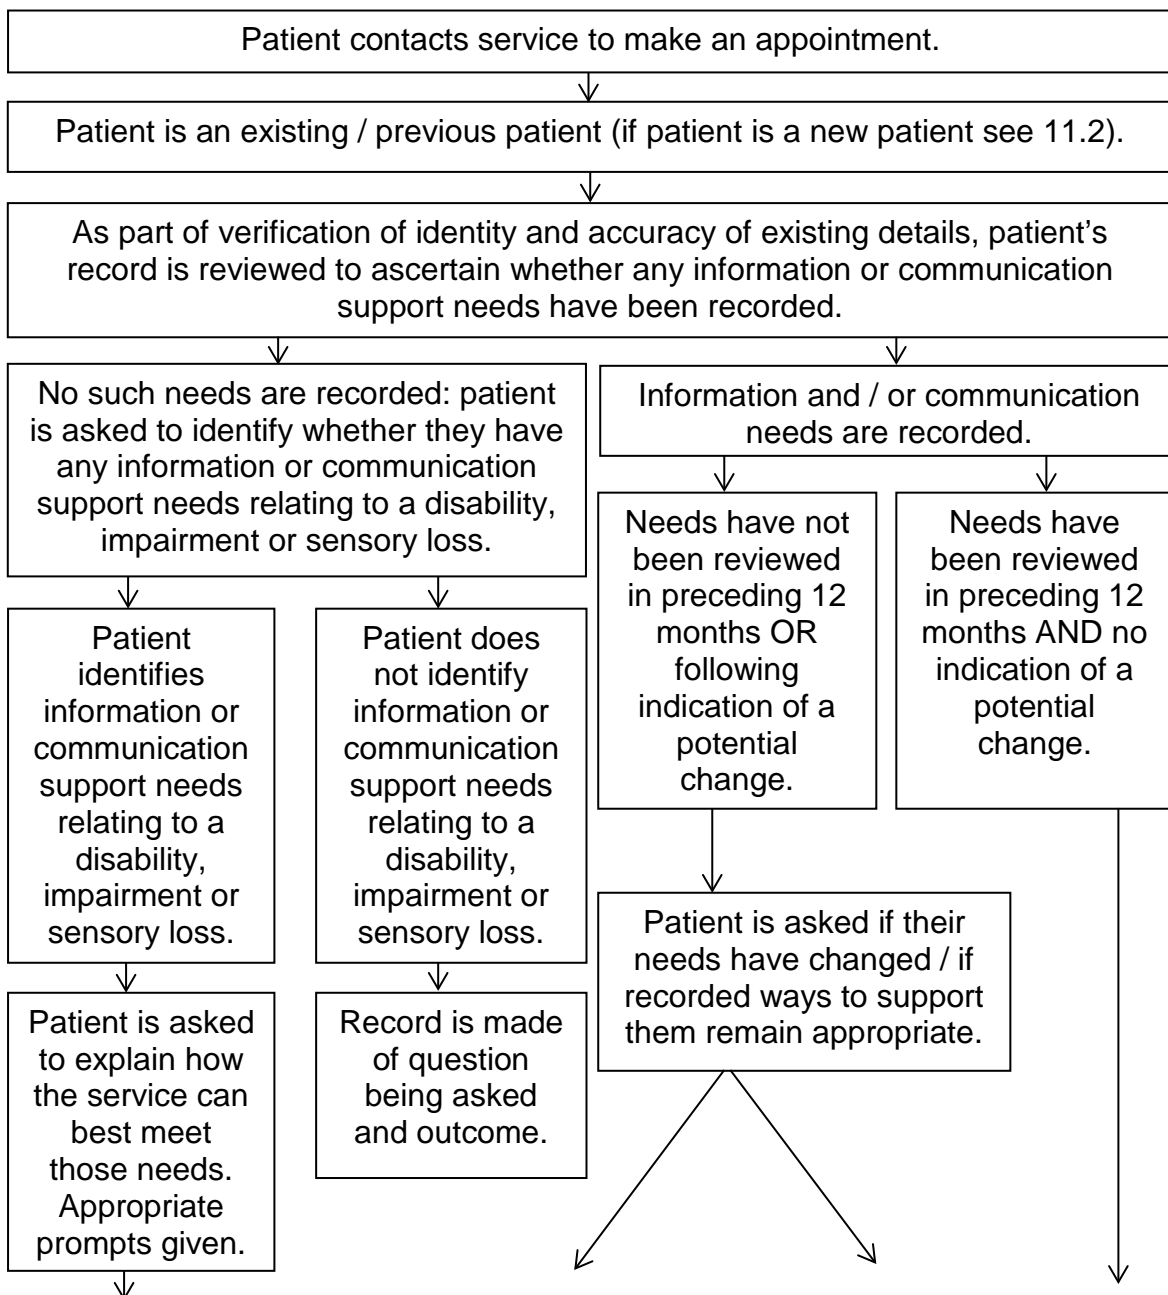 Patient contacts service to make an appointment.
Patient is an existing / previous patient (if patient is a new patient see 11.2).
As part of verification of identity and accuracy of existing details, patient's
record is reviewed to ascertain whether any information or communication
support needs have been recorded.
No such needs are recorded: patient
is asked to identify whether they have
any information or communication
support needs relating to a disability,
impairment or sensory loss.
Information and / or communication
needs are recorded.
Needs have not
been reviewed
in preceding 12
months OR
following
indication of a
potential
change.
Needs have
been reviewed
in preceding 12
months AND no
indication of a
potential
change.
Patient
identifies
information or
communication
support needs
relating to a
disability,
impairment or
sensory loss.
Patient does
not identify
information or
communication
support needs
relating to a
disability,
impairment or
sensory loss.
Patient is asked if their
needs have changed / if
recorded ways to support
them remain appropriate.
Patient is asked
to explain how
the service can
best meet
those needs.
Appropriate
prompts given.
Record is made
of question
being asked
and outcome.